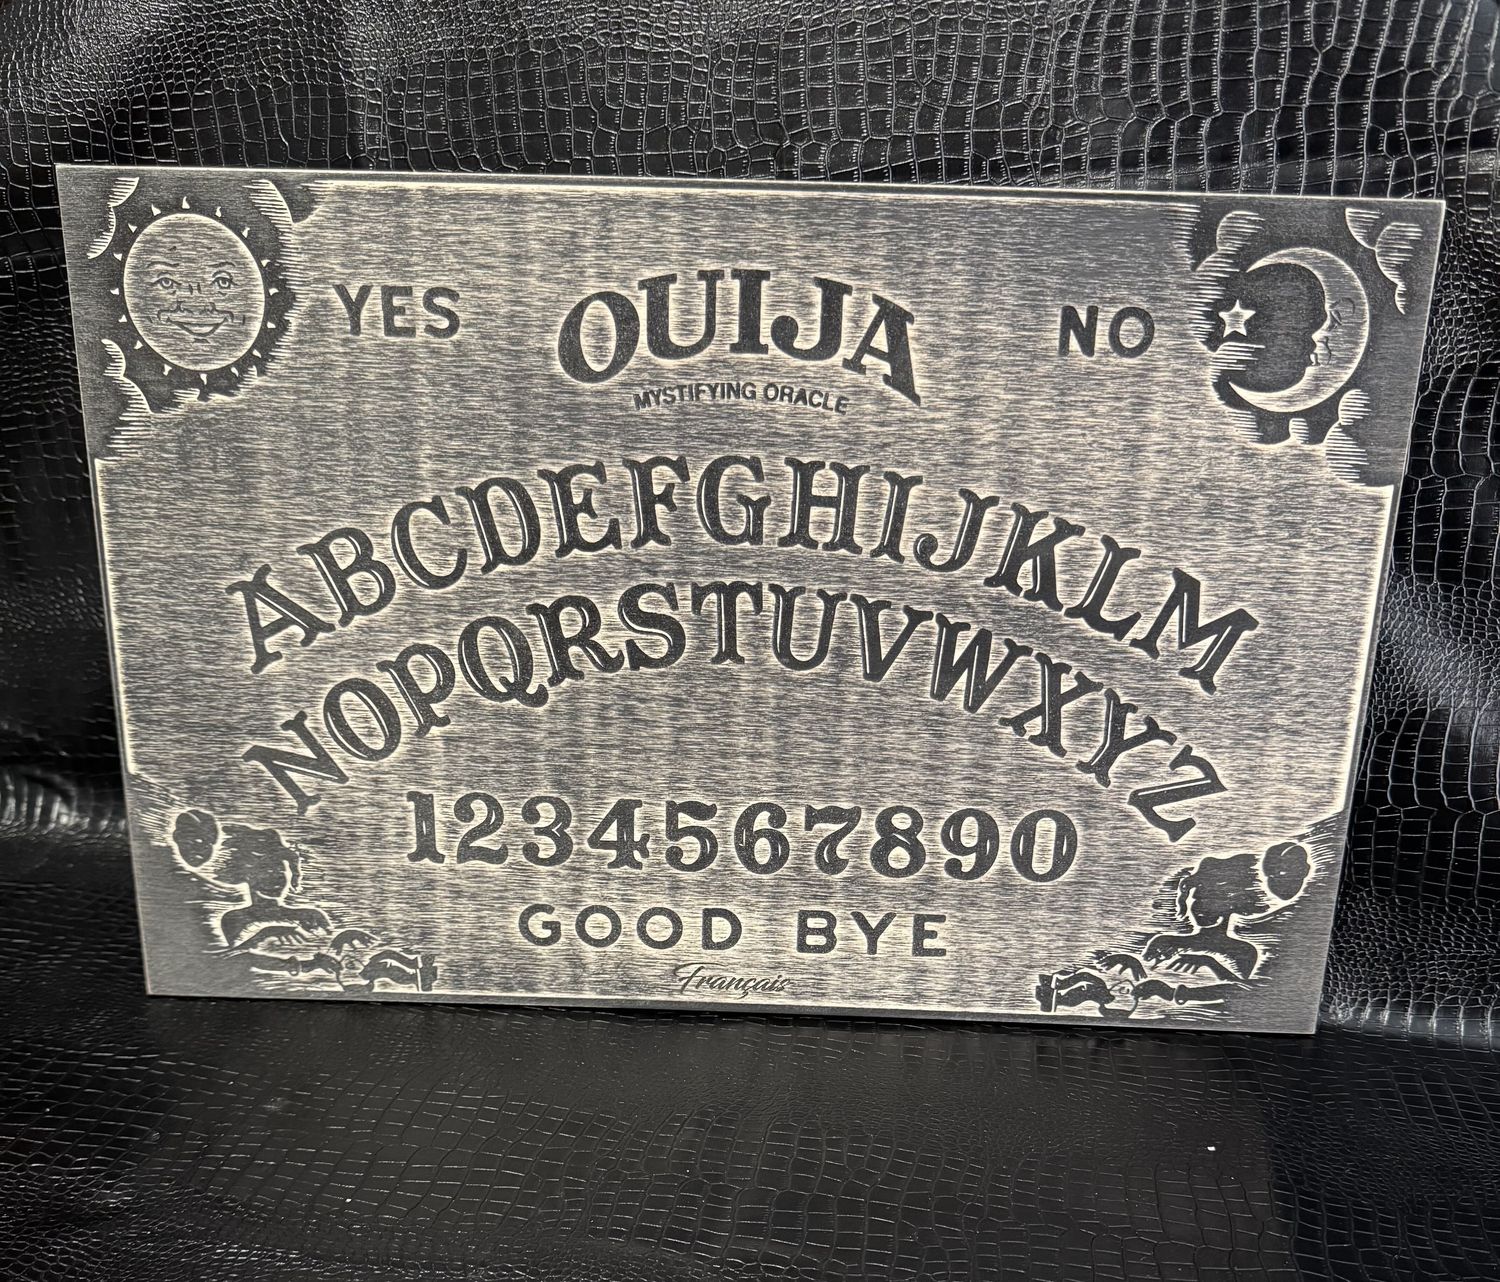 YES OUIJA NO
MYSTIFYING ORACLE
ABCDEFGHIJKLM
NOPQRSTUVWXYZ
1234567890
GOOD BYE
Français